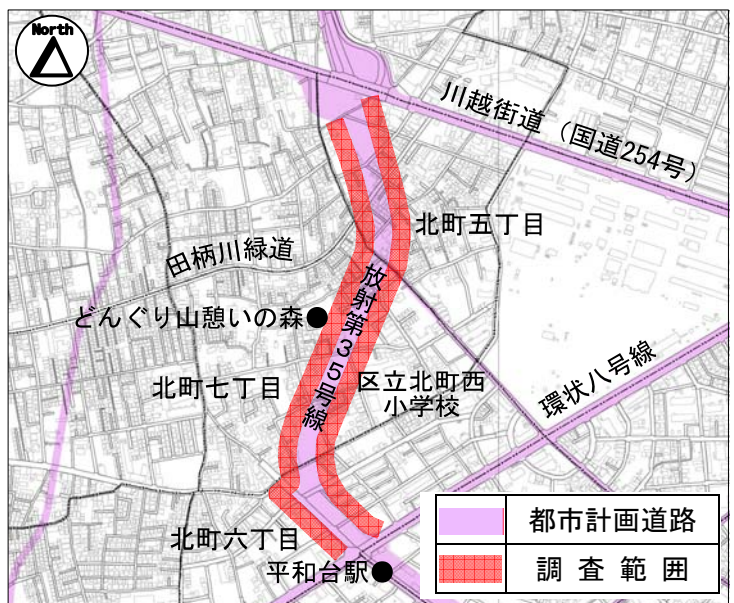 North
川越街道（国道254号）
北町五丁目
田柄川緑道
放射第35号線
どんぐり山憩いの森
北町七丁目
区立北町西
小学校
環状八号線
北町六丁目
平和台駅
都市計画道路
調査範囲